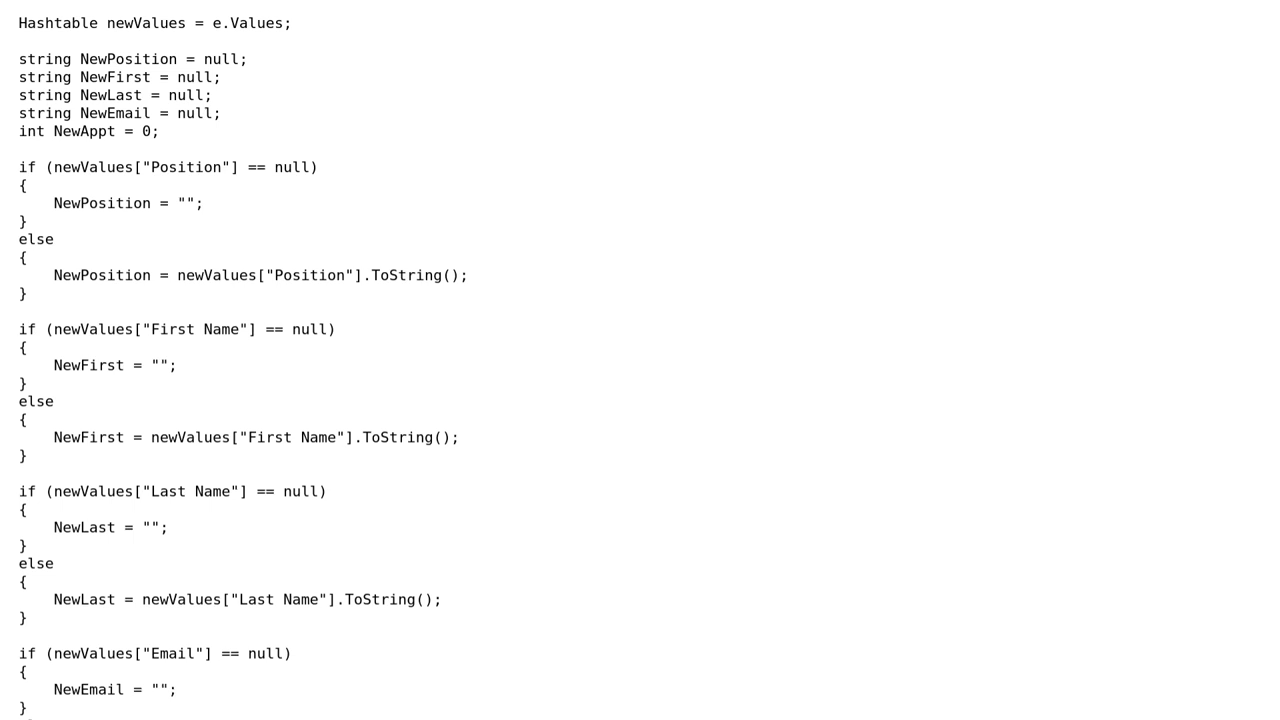 Hashtable newValues = e.Values;

string NewPosition = null;
string NewFirst = null;
string NewLast = null;
string NewEmail = null;
int NewAppt = 0;

if (newValues["Position"] == null)
{
    NewPosition = "";
}
else
{
    NewPosition = newValues["Position"].ToString();
}

if (newValues["First Name"] == null)
{
    NewFirst = "";
}
else
{
    NewFirst = newValues["First Name"].ToString();
}

if (newValues["Last Name"] == null)
{
    NewLast = "";
}
else
{
    NewLast = newValues["Last Name"].ToString();
}

if (newValues["Email"] == null)
{
    NewEmail = "";
}